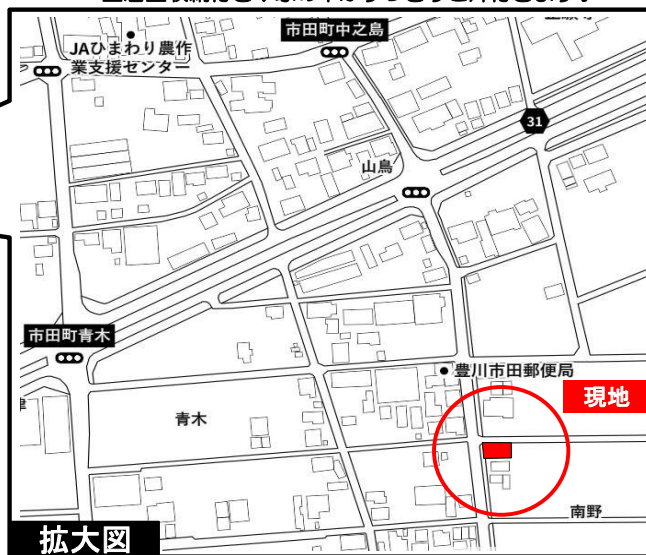 市田町中之島
JAひまわり農作
業支援センター
31
山鳥
市田町青木
豊川市田郵便局
現地
青木
南野
拡大図